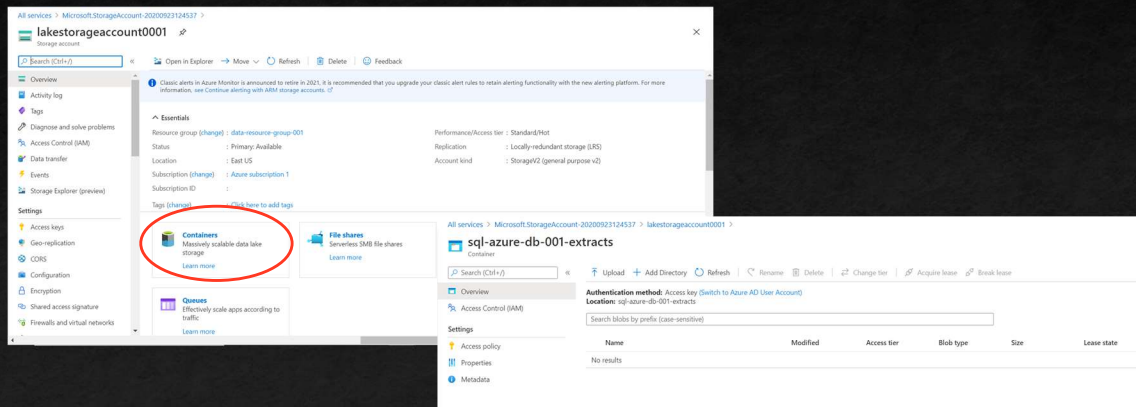 All services > Microsoft.StorageAccount-20200923124537 >
lakestorageaccount0001
Storage account
Search (Ctrl+/)
«
Open in Explorer
Move
Refresh
Delete
Feedback
Overview
Activity log
Tags
Diagnose and solve problems
Access Control (IAM)
Data transfer
Events
Storage Explorer (preview)
Settings
Access keys
Geo-replication
CORS
Configuration
Encryption
Shared access signature
Firewalls and virtual networks
Classic alerts in Azure Monitor is announced to retire in 2021, it is recommended that you upgrade your classic alert rules to retain alerting functionality with the new alerting platform. For more
information, see Continue alerting with ARM storage accounts.
Essentials
Resource group (change) : data-resource-group-001
Status : Primary: Available
Location : East US
Subscription (change) : Azure subscription 1
Subscription ID :
Tags (change) : Click here to add tags
Performance/Access tier : Standard/Hot
Replication : Locally-redundant storage (LRS)
Account kind : StorageV2 (general purpose v2)
Containers
Massively scalable data lake
storage
Learn more
File shares
Serverless SMB file shares
Learn more
Queues
Effectively scale apps according to
traffic
Learn more
All services > Microsoft.StorageAccount-20200923124537 > lakestorageaccount0001 >
sql-azure-db-001-extracts
Container
Search (Ctrl+/)
«
Upload
Add Directory
Refresh
Rename
Delete
Change tier
Acquire lease
Break lease
Overview
Access Control (IAM)
Settings
Access policy
Properties
Metadata
Authentication method: Access key (Switch to Azure AD User Account)
Location: sql-azure-db-001-extracts
Search blobs by prefix (case-sensitive)
Name Modified Access tier Blob type Size Lease state
No results